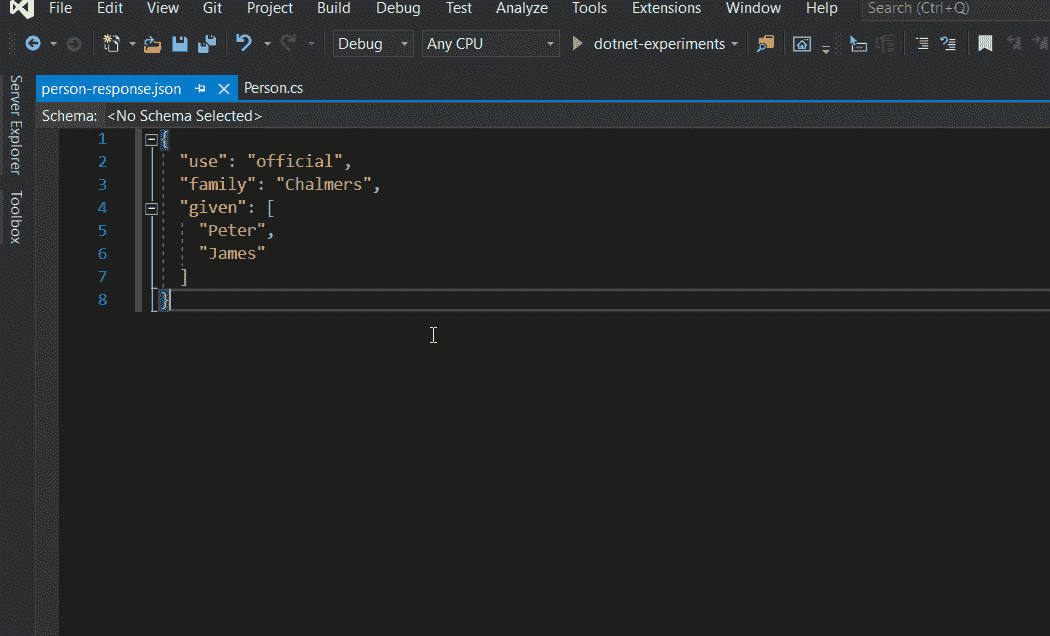 File Edit View Git Project Build Debug Test Analyze Tools Extensions Window Help Search (Ctrl+Q)
Debug Any CPU dotnet-experiments
Server Explorer
Toolbox
person-response.json Person.cs
Schema: <No Schema Selected>
1 {
2 "use": "official",
3 "family": "Chalmers",
4 "given": [
5 "Peter",
6 "James"
7 ]
8 }